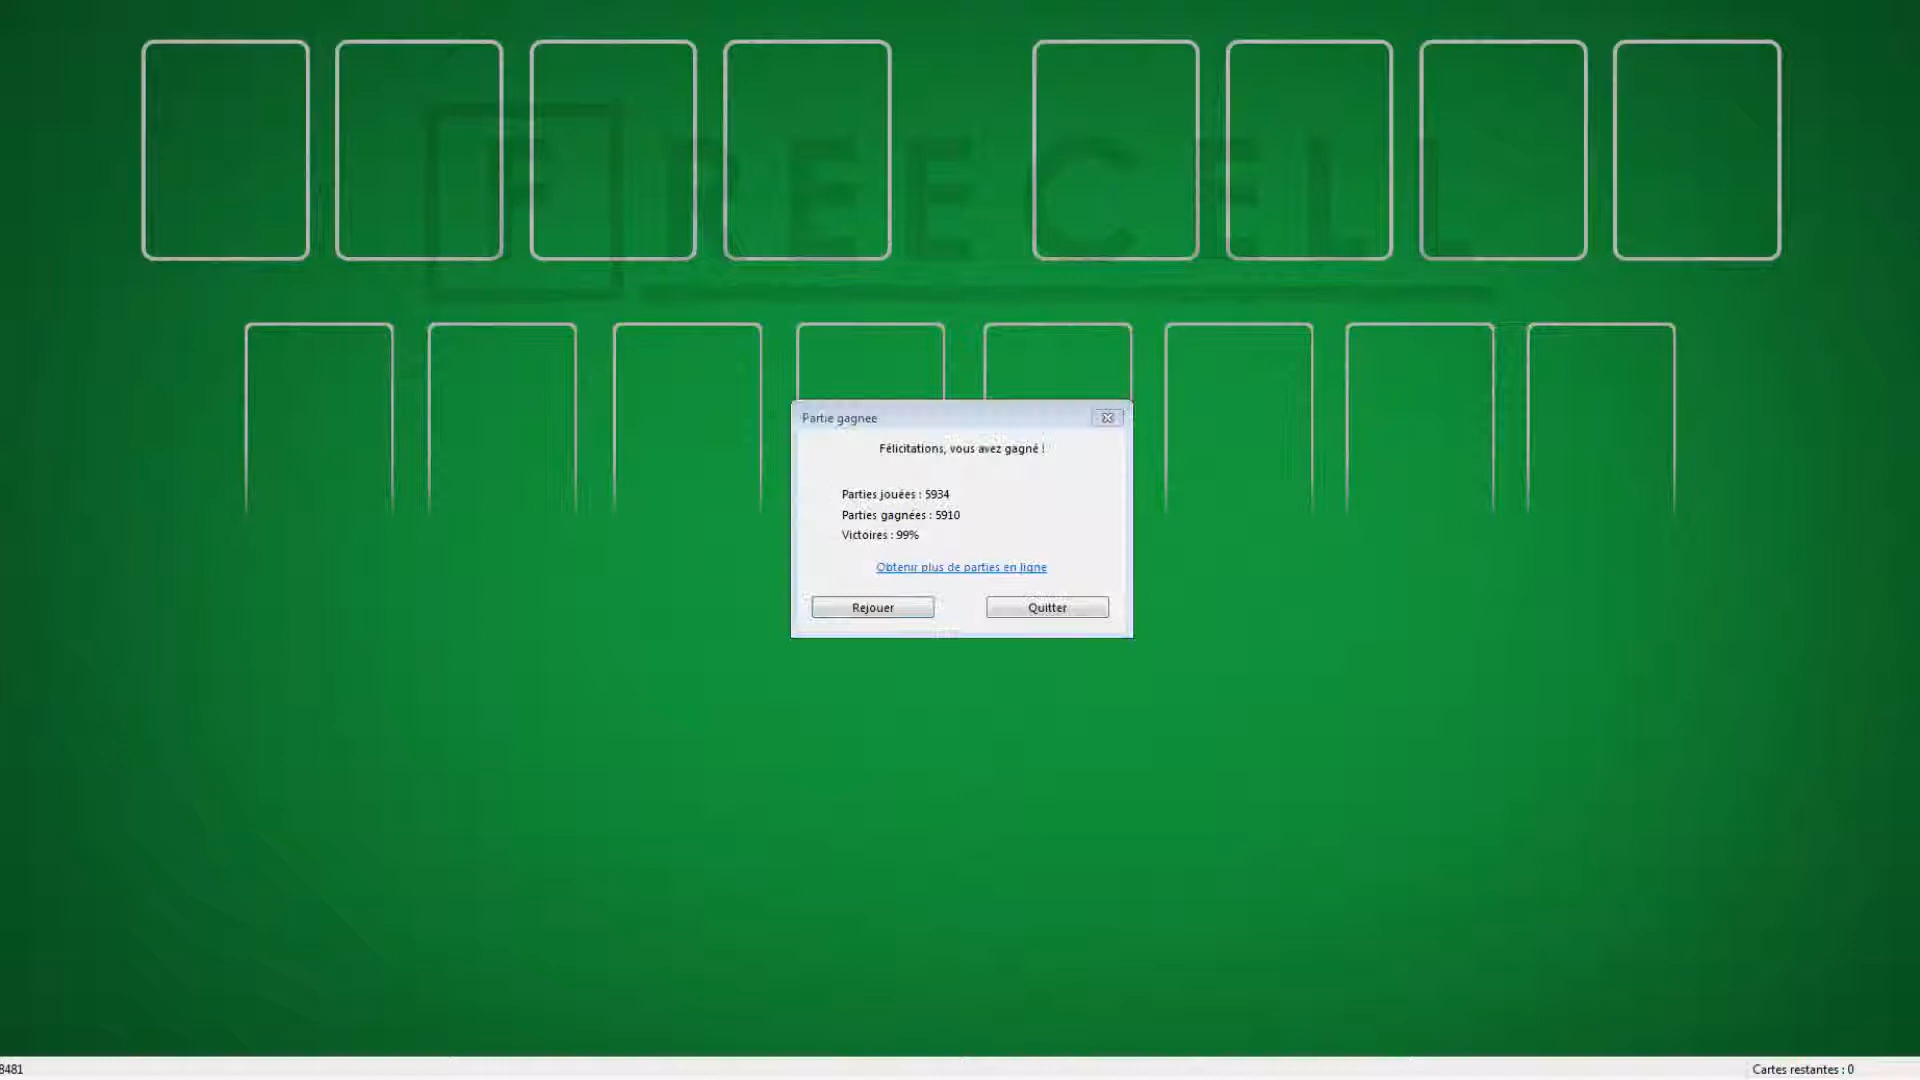 FREECELL
Partie gagnee
Félicitations, vous avez gagné !
Parties jouées : 5934
Parties gagnées : 5910
Victoires : 99%
Obtenir plus de parties en ligne
Rejouer
Quitter
8481
Cartes restantes : 0